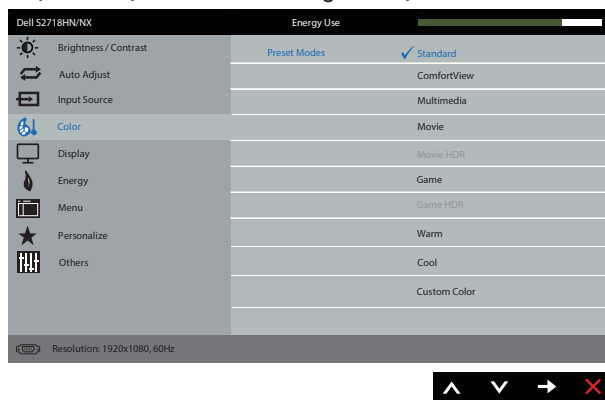 Dell S2718HN/NX Energy Use
Brightness / Contrast
Auto Adjust
Input Source
Color
Display
Energy
Menu
Personalize
Others
Preset Modes
Standard
ComfortView
Multimedia
Movie
Movie HDR
Game
Game HDR
Warm
Cool
Custom Color
Resolution: 1920x1080, 60Hz